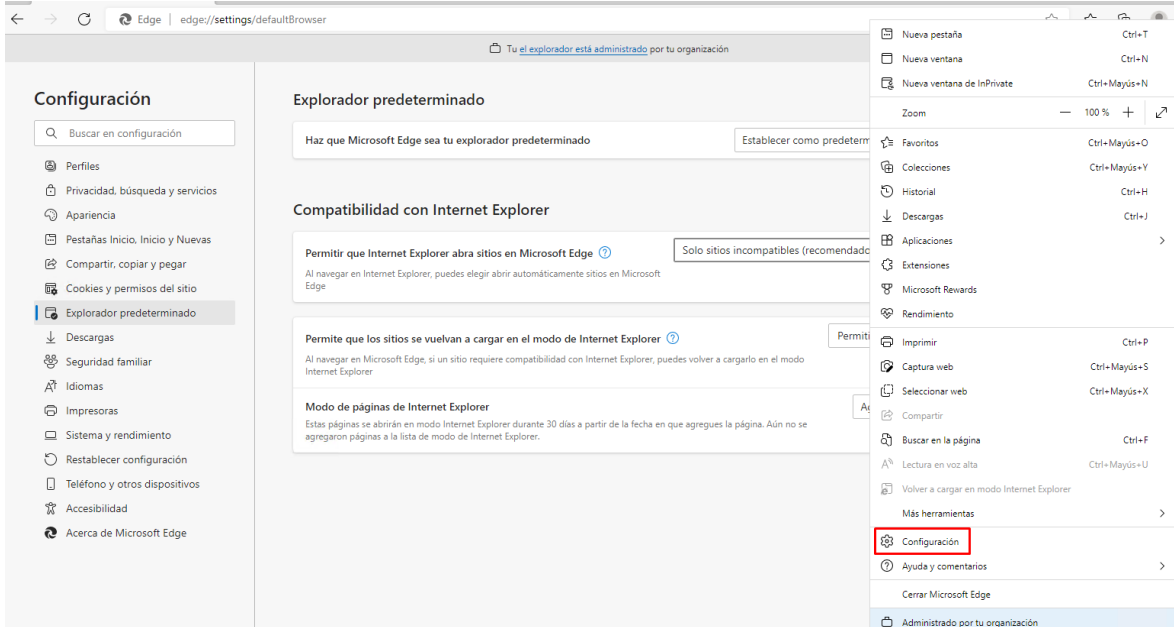 Edge | edge://settings/defaultBrowser
Tu el explorador está administrado por tu organización
Configuración
Buscar en configuración
Perfiles
Privacidad, búsqueda y servicios
Apariencia
Pestañas Inicio, Inicio y Nuevas
Compartir, copiar y pegar
Cookies y permisos del sitio
Explorador predeterminado
Descargas
Seguridad familiar
Idiomas
Impresoras
Sistema y rendimiento
Restablecer configuración
Teléfono y otros dispositivos
Accesibilidad
Acerca de Microsoft Edge
Explorador predeterminado
Haz que Microsoft Edge sea tu explorador predeterminado
Establecer como predeterm
Compatibilidad con Internet Explorer
Permitir que Internet Explorer abra sitios en Microsoft Edge
Solo sitios incompatibles (recomendado
Al navegar en Internet Explorer, puedes elegir abrir automáticamente sitios en Microsoft
Edge
Permite que los sitios se vuelvan a cargar en el modo de Internet Explorer
Permiti
Al navegar en Microsoft Edge, si un sitio requiere compatibilidad con Internet Explorer, puedes volver a cargarlo en el modo
Internet Explorer
Modo de páginas de Internet Explorer
Ag
Estas páginas se abrirán en modo Internet Explorer durante 30 días a partir de la fecha en que agregues la página. Aún no se
agregaron páginas a la lista de modo de Internet Explorer.
Nueva pestaña Ctrl+T
Nueva ventana Ctrl+N
Nueva ventana de InPrivate Ctrl+Mayús+N
Zoom — 100 % +
Favoritos Ctrl+Mayús+O
Colecciones Ctrl+Mayús+Y
Historial Ctrl+H
Descargas Ctrl+J
Aplicaciones
Extensiones
Microsoft Rewards
Rendimiento
Imprimir Ctrl+P
Captura web Ctrl+Mayús+S
Seleccionar web Ctrl+Mayús+X
Compartir
Buscar en la página Ctrl+F
Lectura en voz alta Ctrl+Mayús+U
Volver a cargar en modo Internet Explorer
Más herramientas
Configuración
Ayuda y comentarios
Cerrar Microsoft Edge
Administrado por tu organización